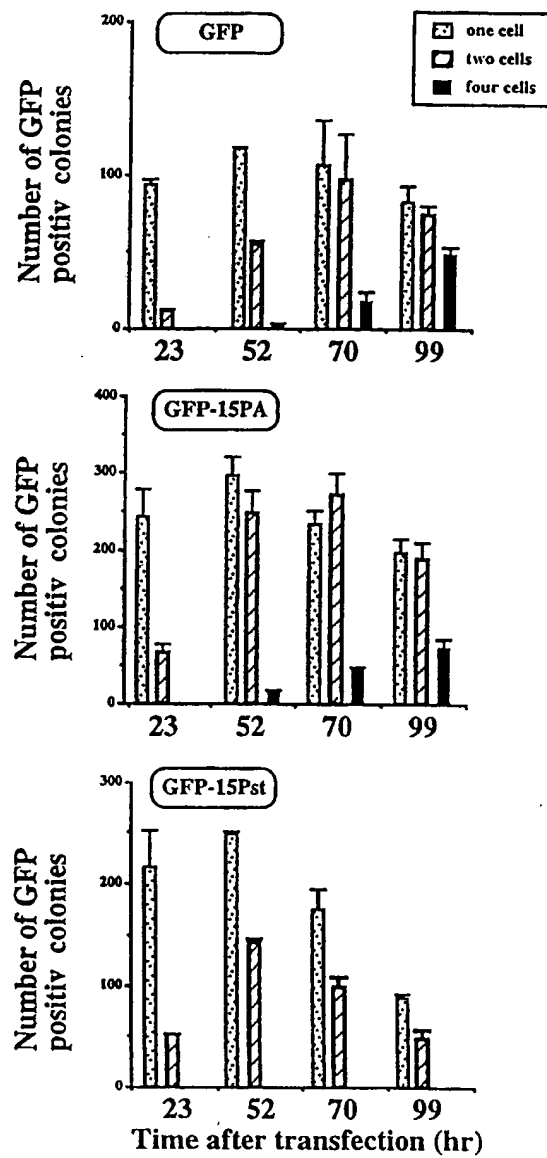 GFP
one cell
two cells
four cells
Number of GFP
positiv colonies
200
100
0
23 52 70 99
GFP-15PA
Number of GFP
positiv colonies
400
300
200
100
0
23 52 70 99
GFP-15Pst
Number of GFP
positiv colonies
300
200
100
0
23 52 70 99
Time after transfection (hr)